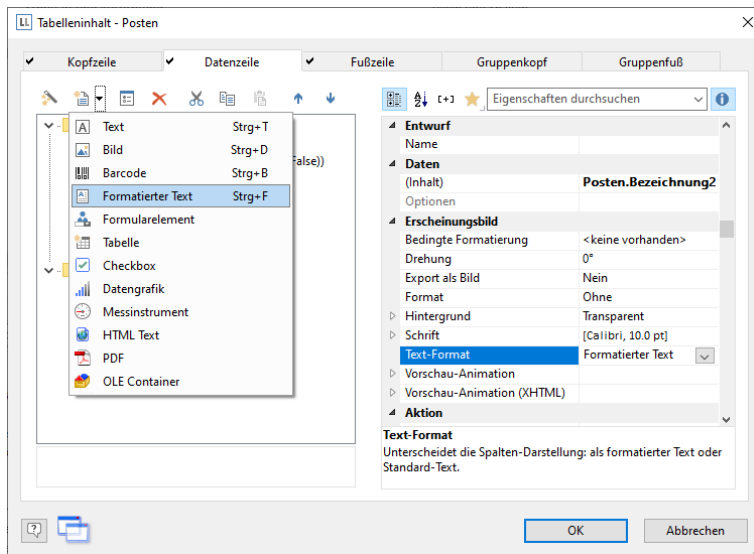 LL Tabelleninhalt - Posten
Kopfzeile
Datenzeile
Fußzeile
Gruppenkopf
Gruppenfuß
Eigenschaften durchsuchen
Text Strg+T
Bild Strg+D
Barcode Strg+B
Formatierter Text Strg+F
Formularelement
Tabelle
Checkbox
Datengrafik
Messinstrument
HTML Text
PDF
OLE Container
False))
Entwurf
Name
Daten
(Inhalt) Posten.Bezeichnung2
Optionen
Erscheinungsbild
Bedingte Formatierung <keine vorhanden>
Drehung 0°
Export als Bild Nein
Format Ohne
Hintergrund Transparent
Schrift [Calibri, 10.0 pt]
Text-Format Formatierter Text
Vorschau-Animation
Vorschau-Animation (XHTML)
Aktion
Text-Format
Unterscheidet die Spalten-Darstellung: als formatierter Text oder
Standard-Text.
OK
Abbrechen